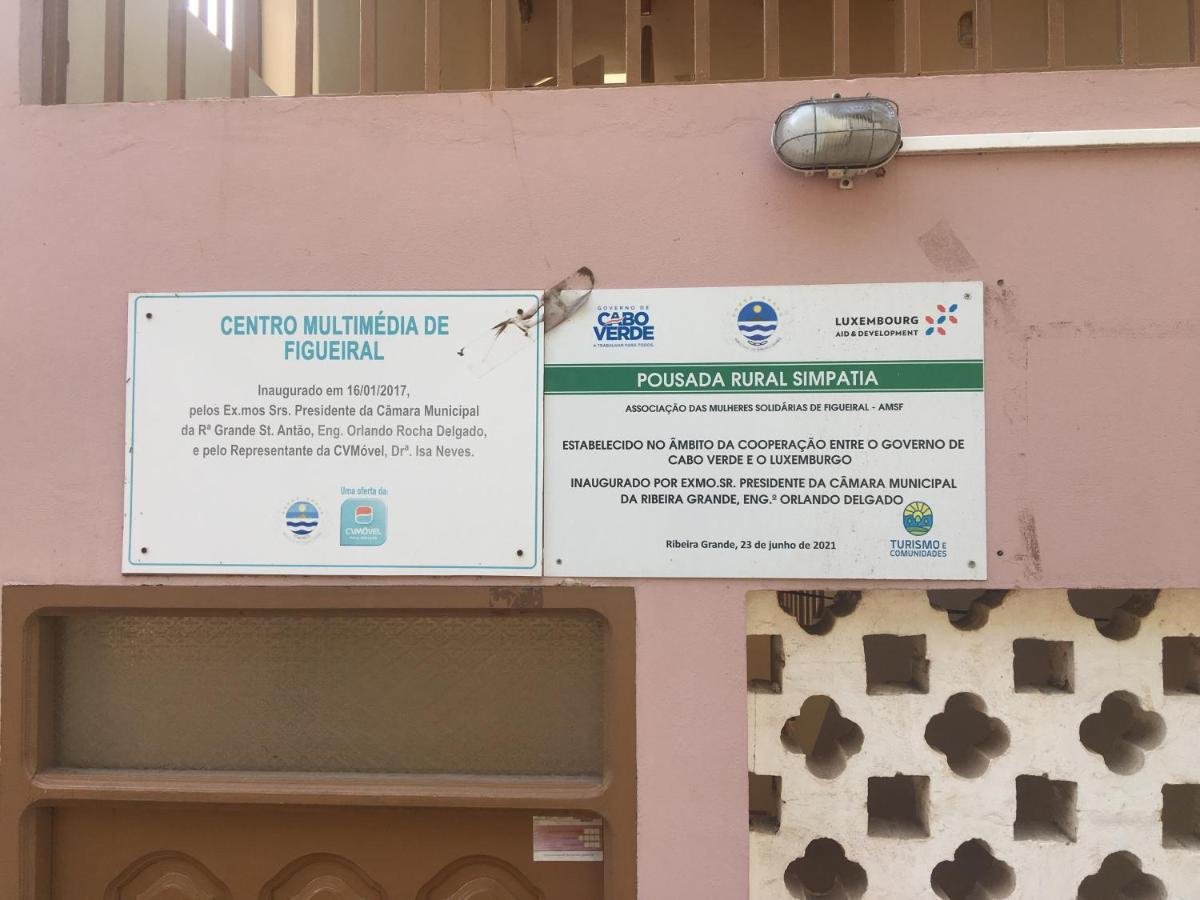 CENTRO MULTIMÉDIA DE
FIGUEIRAL
Inaugurado em 16/01/2017,
pelos Ex.mos Srs. Presidente da Câmara Municipal
da Rª Grande St. Antão, Eng. Orlando Rocha Delgado,
e pelo Representante da CVMóvel, Drª. Isa Neves.
Uma oferta da:
CVMÓVEL
GOVERNO DE
CABO
VERDE
A TRABALHAR PARA TODOS.
LUXEMBOURG
AID & DEVELOPMENT
POUSADA RURAL SIMPATIA
ASSOCIAÇÃO DAS MULHERES SOLIDÁRIAS DE FIGUEIRAL - AMSF
ESTABELECIDO NO ÂMBITO DA COOPERAÇÃO ENTRE O GOVERNO DE
CABO VERDE E O LUXEMBURGO
INAUGURADO POR EXMO.SR. PRESIDENTE DA CÂMARA MUNICIPAL
DA RIBEIRA GRANDE, ENG.º ORLANDO DELGADO
Ribeira Grande, 23 de junho de 2021
TURISMO E
COMUNIDADES